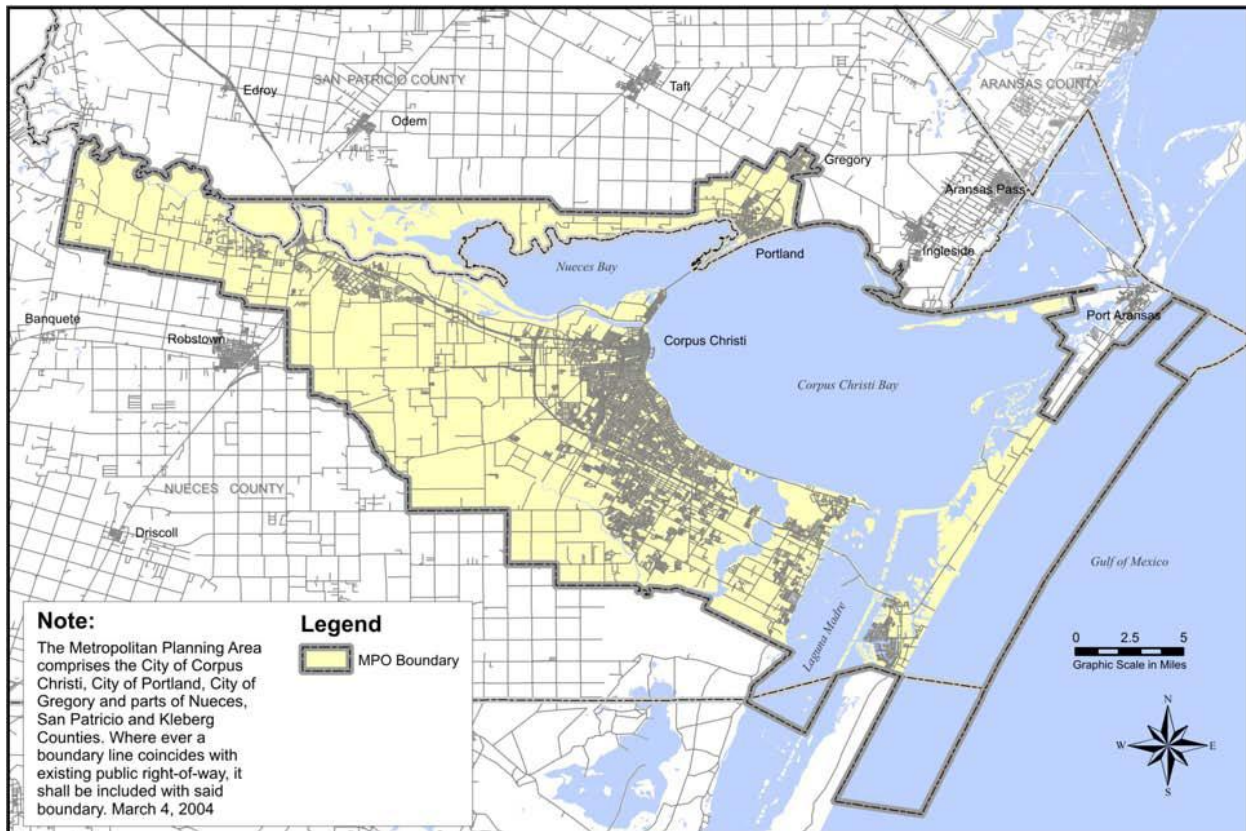 SAN PATRICIO COUNTY
ARANSAS COUNTY
Edroy
Taft
Odem
Gregory
Aransas Pass
Ingleside
Portland
Nueces Bay
Port Aransas
Banquete
Robstown
Corpus Christi
Corpus Christi Bay
NUECES COUNTY
Driscoll
Gulf of Mexico
Laguna Madre
Note:
The Metropolitan Planning Area
comprises the City of Corpus
Christi, City of Portland, City of
Gregory and parts of Nueces,
San Patricio and Kleberg
Counties. Where ever a
boundary line coincides with
existing public right-of-way, it
shall be included with said
boundary. March 4, 2004
Legend
MPO Boundary
0 2.5 5
Graphic Scale in Miles
N
W E
S